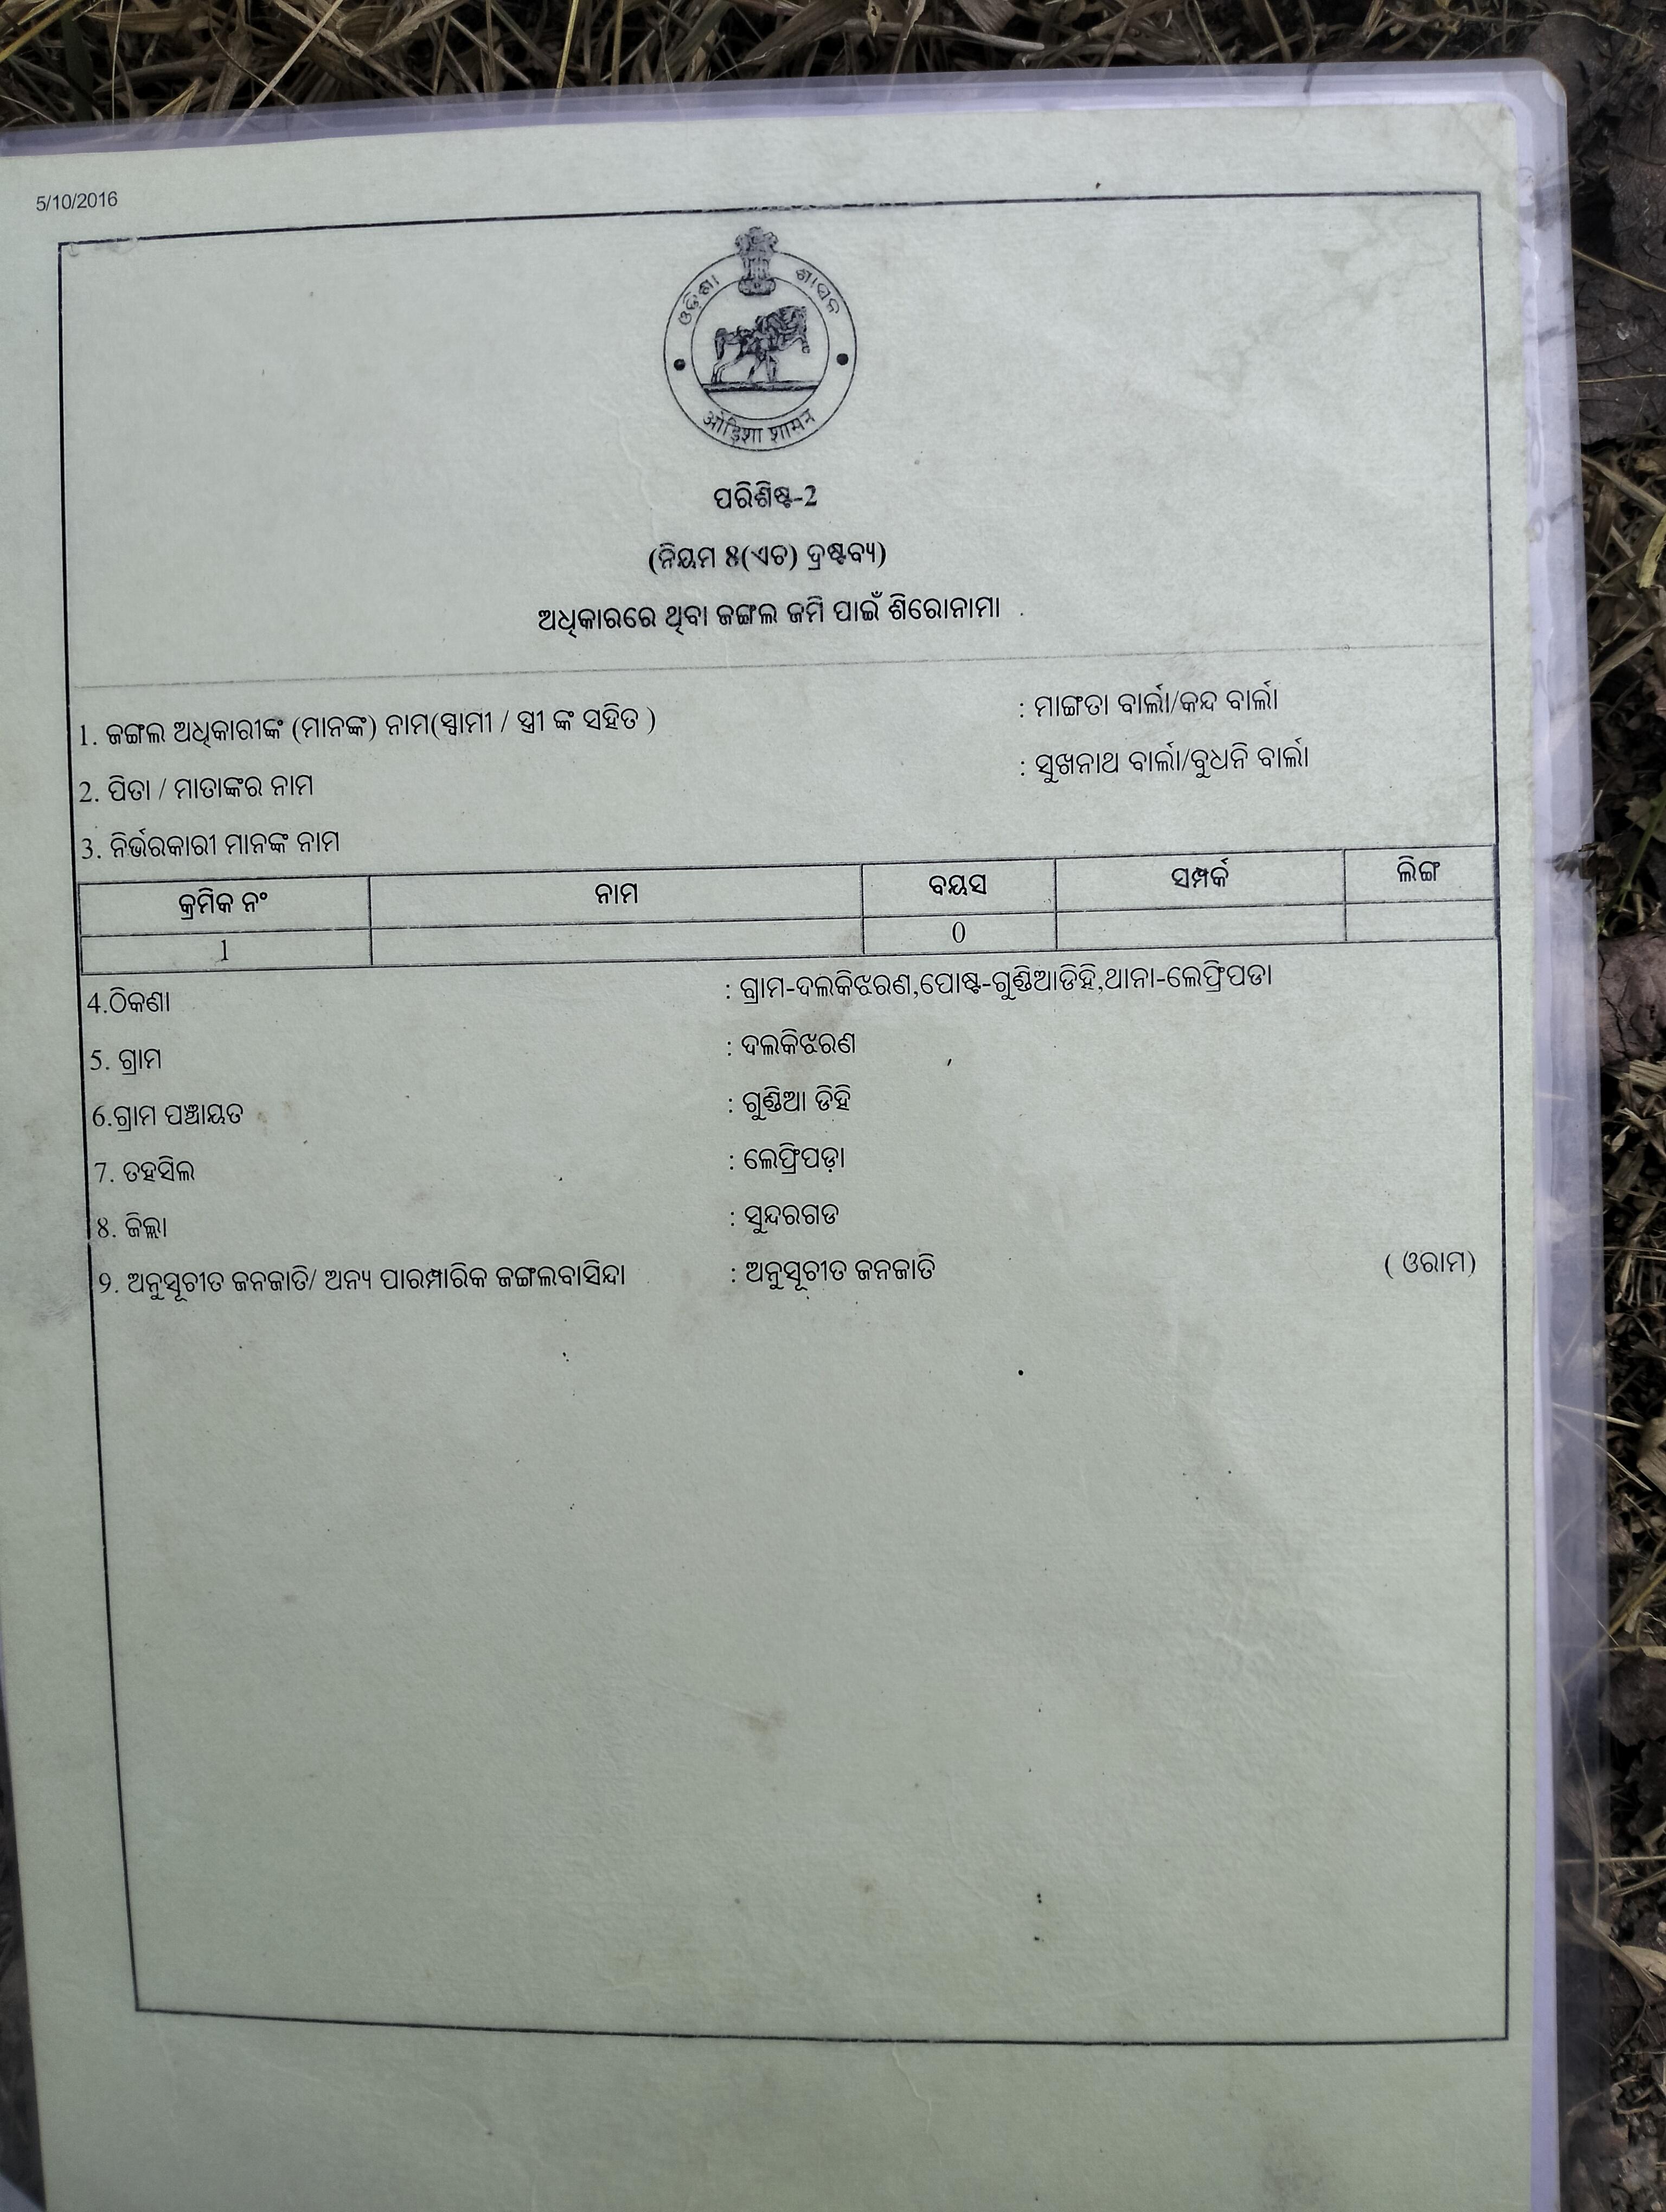 5/10/2016
ଓଡ଼ିଶା ଶାସନ
ओड़िशा शासन
ପରିଶିଷ୍ଟ-2
(ନିୟମ ୫(ଏଚ) ଦ୍ରଷ୍ଟବ୍ୟ)
ଅଧିକାରରେ ଥିବା ଜଙ୍ଗଲ ଜମି ପାଇଁ ଶିରୋନାମା
1. ଜଙ୍ଗଲ ଅଧିକାରୀଙ୍କ (ମାନଙ୍କ) ନାମ(ସ୍ୱାମୀ / ସ୍ତ୍ରୀ ଙ୍କ ସହିତ ) : ମାଙ୍ଗତା ବାର୍ଲା/କନ୍ଦ ବାର୍ଲା
2. ପିତା / ମାତାଙ୍କର ନାମ : ସୁଖନାଥ ବାର୍ଲା/ବୁଧନି ବାର୍ଲା
3. ନିର୍ଭରକାରୀ ମାନଙ୍କ ନାମ
କ୍ରମିକ ନଂ ନାମ ବୟସ ସମ୍ପର୍କ ଲିଙ୍ଗ
1 0
4.ଠିକଣା : ଗ୍ରାମ-ଦଲକିଝରଣ,ପୋଷ୍ଟ-ଗୁଣ୍ଡିଆଡିହି,ଥାନା-ଲେଫ୍ରିପଡା
5. ଗ୍ରାମ : ଦଲକିଝରଣ
6.ଗ୍ରାମ ପଞ୍ଚାୟତ : ଗୁଣ୍ଡିଆ ଡିହି
7. ତହସିଲ : ଲେଫ୍ରିପଡ଼ା
8. ଜିଲ୍ଲା : ସୁନ୍ଦରଗଡ
9. ଅନୁସୂଚୀତ ଜନଜାତି/ ଅନ୍ୟ ପାରମ୍ପାରିକ ଜଙ୍ଗଲବାସିନ୍ଦା : ଅନୁସୂଚୀତ ଜନଜାତି ( ଓରାମ)